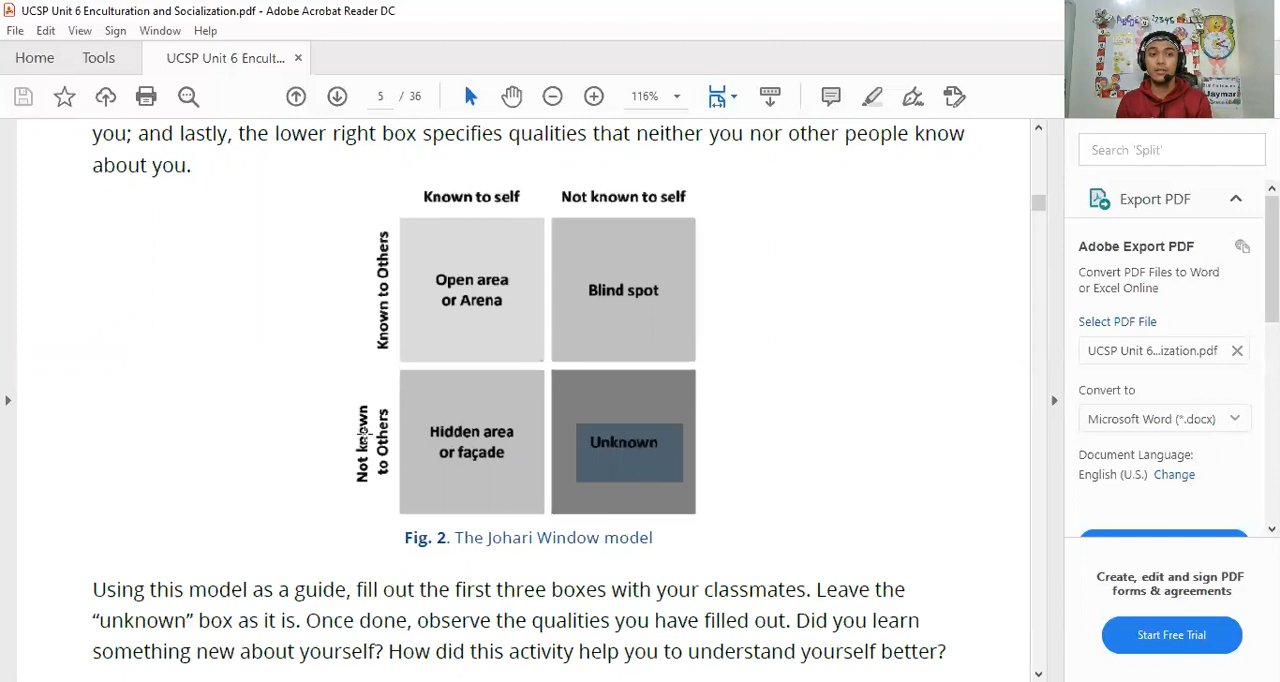 UCSP Unit 6 Enculturation and Socialization.pdf - Adobe Acrobat Reader DC
File Edit View Sign Window Help
Home Tools UCSP Unit 6 Encult... ×
5 / 36 116%
Jaymar
you; and lastly, the lower right box specifies qualities that neither you nor other people know
about you.
Known to self Not known to self
Known to Others
Open area
or Arena
Blind spot
Not known
to Others
Hidden area
or façade
Unknown
Fig. 2. The Johari Window model
Using this model as a guide, fill out the first three boxes with your classmates. Leave the
“unknown” box as it is. Once done, observe the qualities you have filled out. Did you learn
something new about yourself? How did this activity help you to understand yourself better?
Search 'Split'
Export PDF
Adobe Export PDF
Convert PDF Files to Word
or Excel Online
Select PDF File
UCSP Unit 6...ization.pdf
Convert to
Microsoft Word (*.docx)
Document Language:
English (U.S.) Change
Create, edit and sign PDF
forms & agreements
Start Free Trial